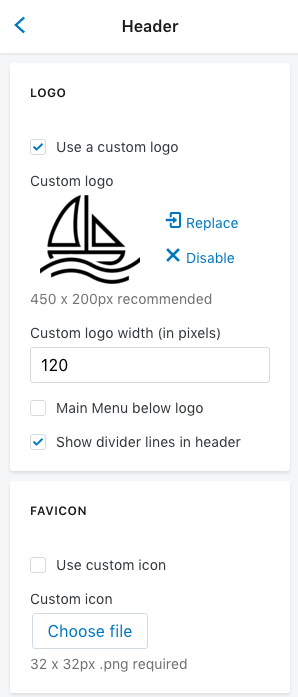 Header
LOGO
Use a custom logo
Custom logo
Replace
Disable
450 x 200px recommended
Custom logo width (in pixels)
120
Main Menu below logo
Show divider lines in header
FAVICON
Use custom icon
Custom icon
Choose file
32 x 32px .png required